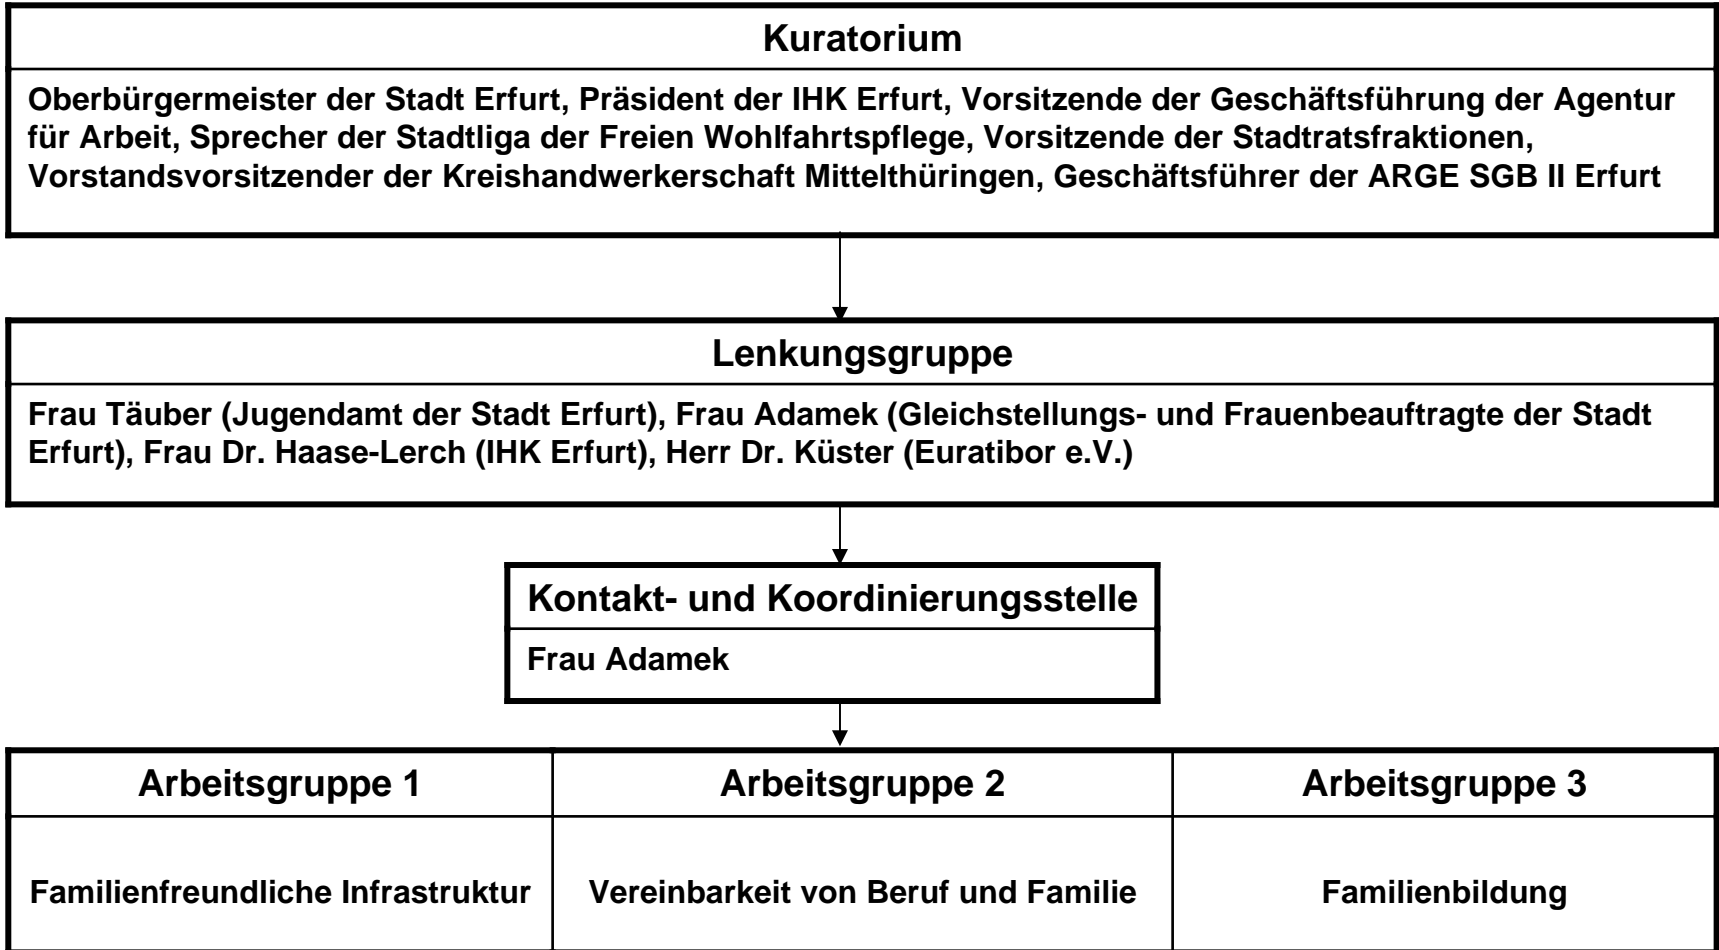 Kuratorium
Oberbürgermeister der Stadt Erfurt, Präsident der IHK Erfurt, Vorsitzende der Geschäftsführung der Agentur
für Arbeit, Sprecher der Stadtliga der Freien Wohlfahrtspflege, Vorsitzende der Stadtratsfraktionen,
Vorstandsvorsitzender der Kreishandwerkerschaft Mittelthüringen, Geschäftsführer der ARGE SGB II Erfurt
Lenkungsgruppe
Frau Täuber (Jugendamt der Stadt Erfurt), Frau Adamek (Gleichstellungs- und Frauenbeauftragte der Stadt
Erfurt), Frau Dr. Haase-Lerch (IHK Erfurt), Herr Dr. Küster (Euratibor e.V.)
Kontakt- und Koordinierungsstelle
Frau Adamek
Arbeitsgruppe 1 Arbeitsgruppe 2 Arbeitsgruppe 3
Familienfreundliche Infrastruktur Vereinbarkeit von Beruf und Familie Familienbildung